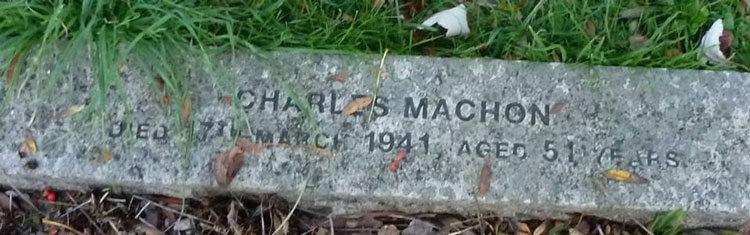 CHARLES MACHON
DIED 17TH MARCH 1941 AGED 51 YEARS